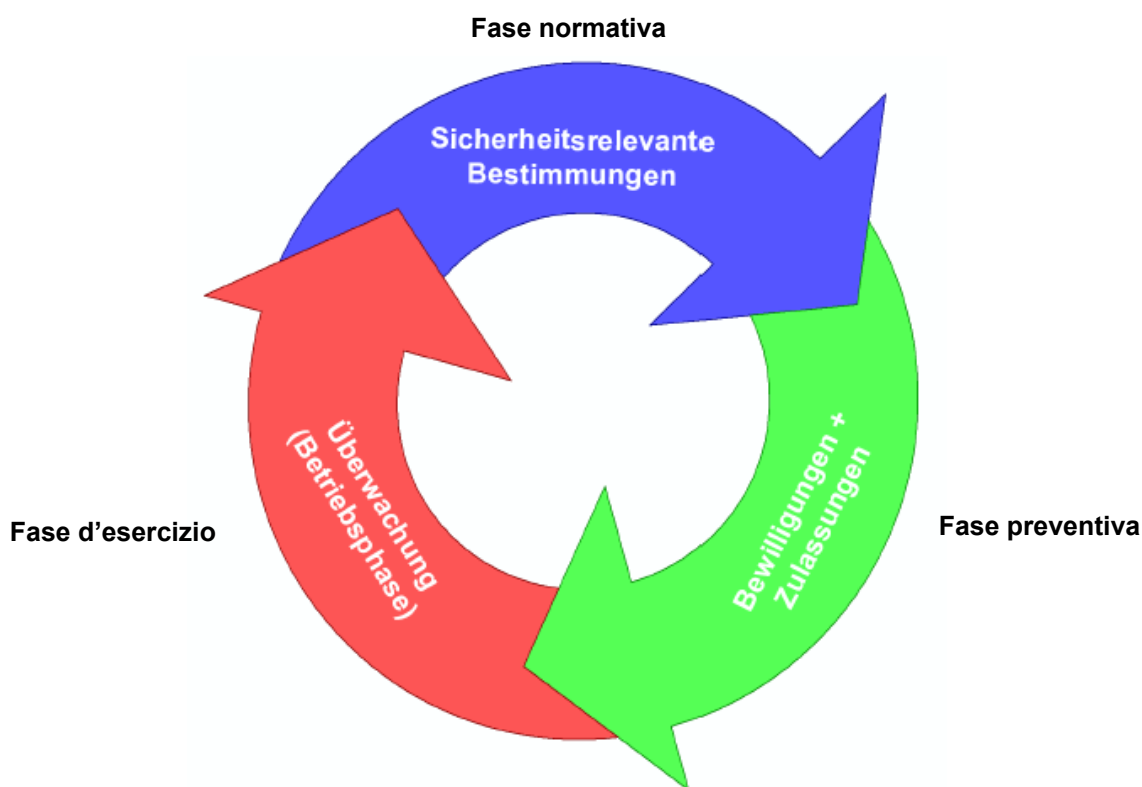 Fase normativa
Sicherheitsrelevante
Bestimmungen
Bewilligungen +
Zulassungen
Fase preventiva
Überwachung
(Betriebsphase)
Fase d’esercizio